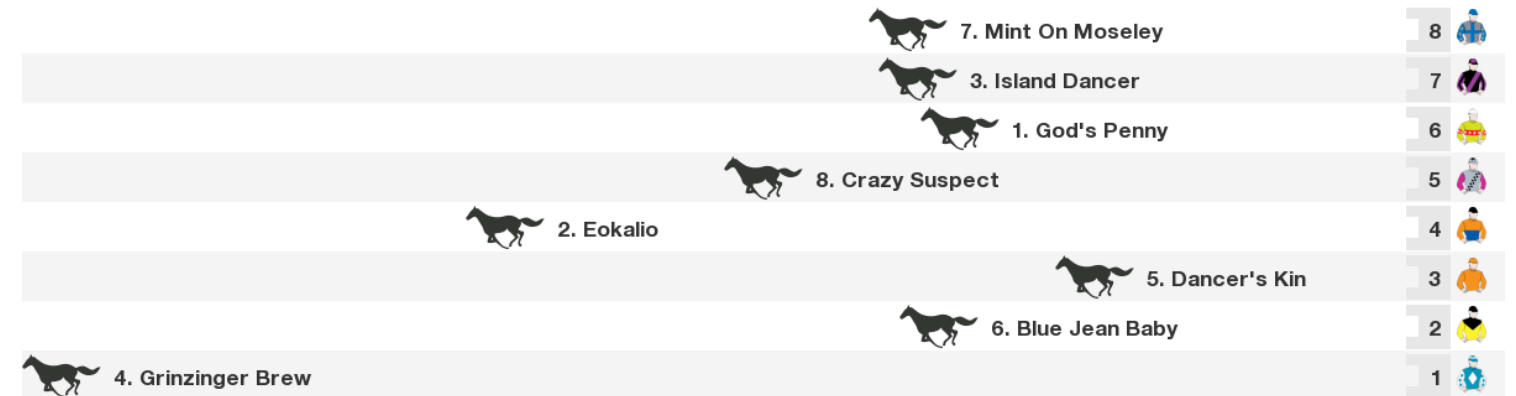 7. Mint On Moseley 8
3. Island Dancer 7
1. God's Penny 6
8. Crazy Suspect 5
2. Eokalio 4
5. Dancer's Kin 3
6. Blue Jean Baby 2
4. Grinzinger Brew 1